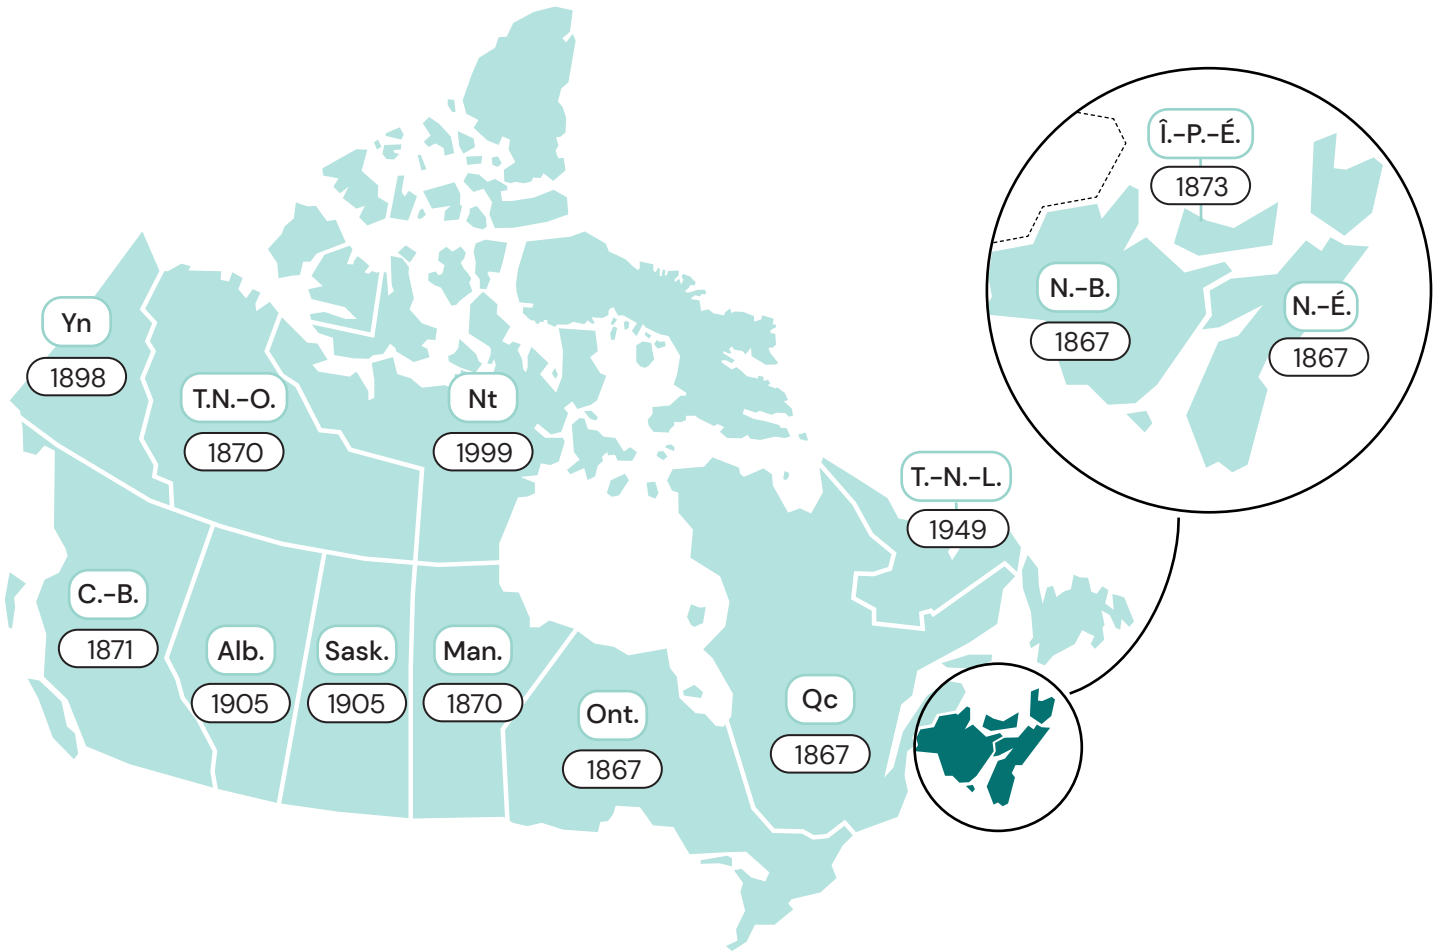 Î.-P.-É.
1873
N.-B.
1867
N.-É.
1867
Yn
1898
T.N.-O.
1870
Nt
1999
T.-N.-L.
1949
C.-B.
1871
Alb.
1905
Sask.
1905
Man.
1870
Ont.
1867
Qc
1867